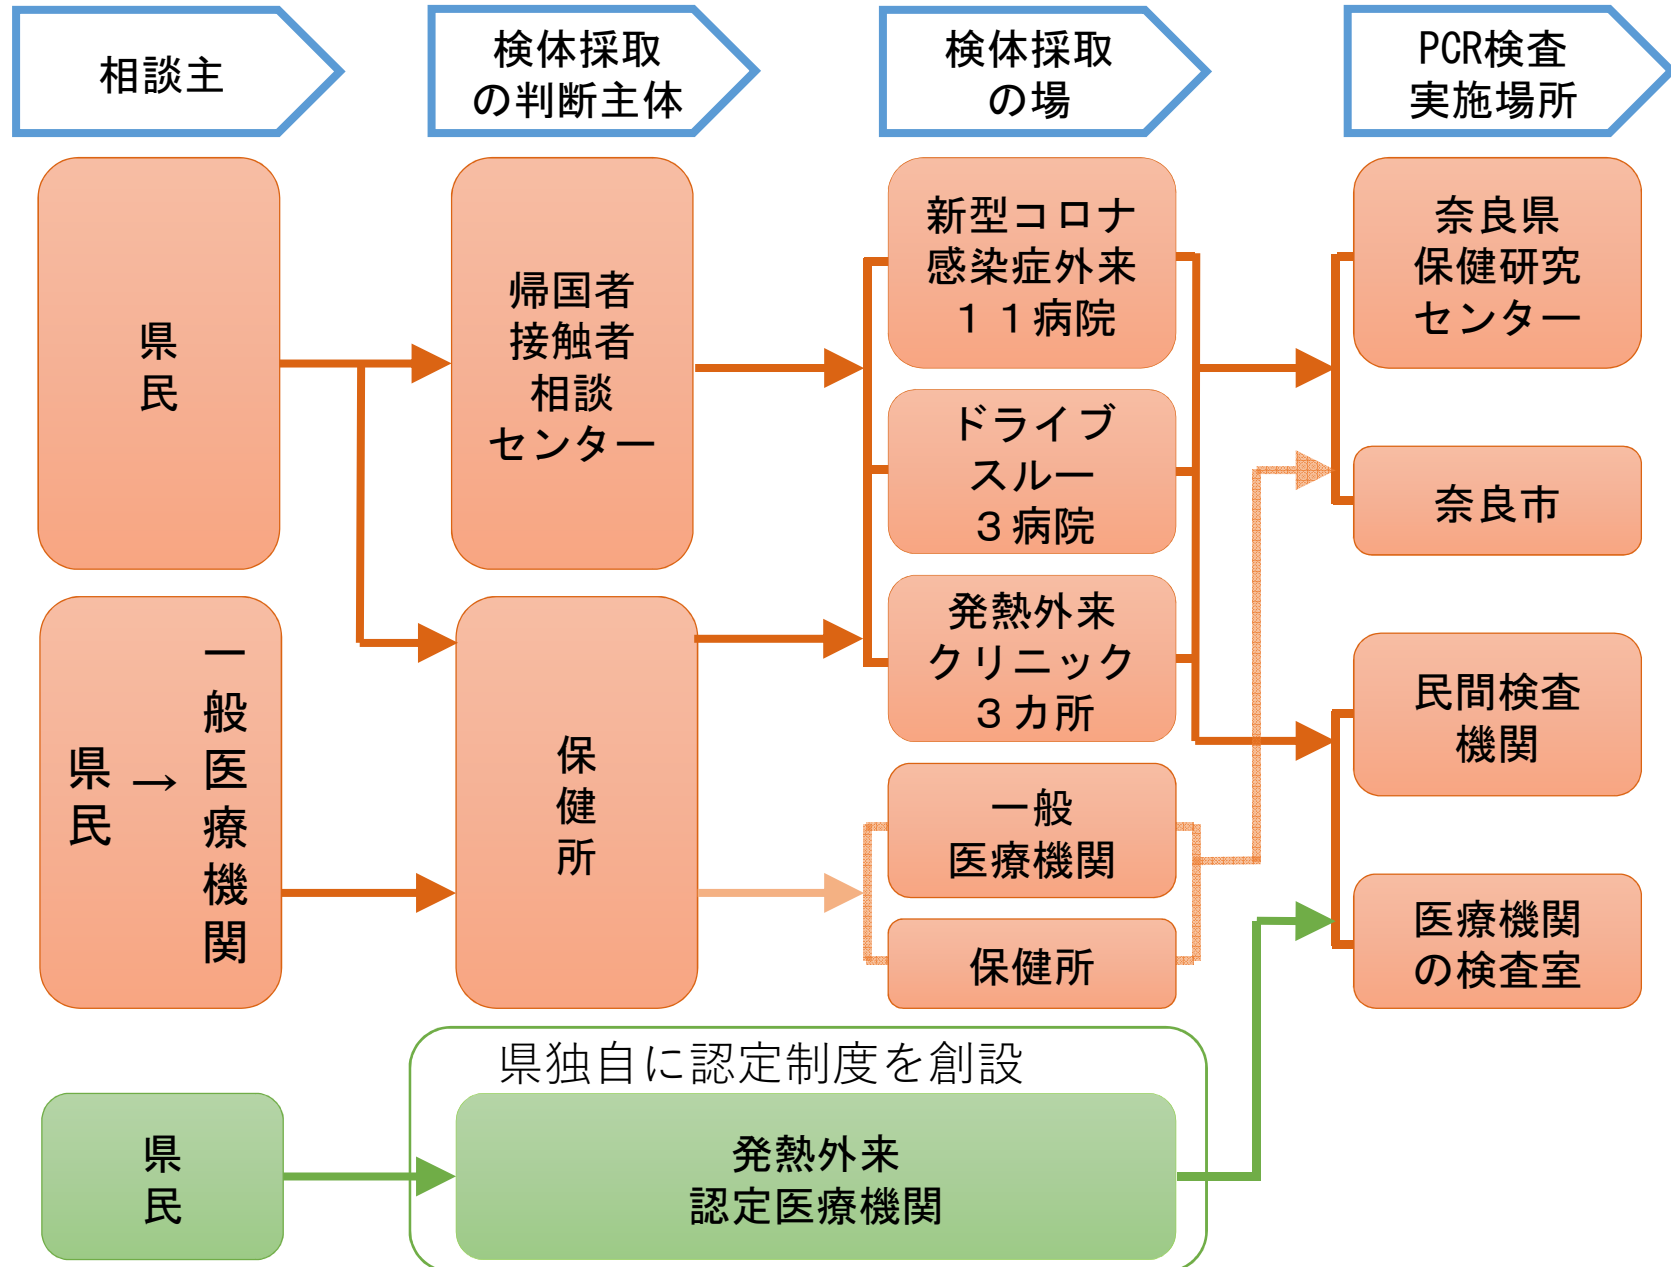 相談主
検体採取
の判断主体
検体採取
の場
PCR検査
実施場所
県
民
帰国者
接触者
相談
センター
新型コロナ
感染症外来
１１病院
ドライブ
スルー
３病院
発熱外来
クリニック
３カ所
奈良県
保健研究
センター
奈良市
県民→一般医療機関
保
健
所
一般
医療機関
保健所
民間検査
機関
医療機関
の検査室
県独自に認定制度を創設
県
民
発熱外来
認定医療機関